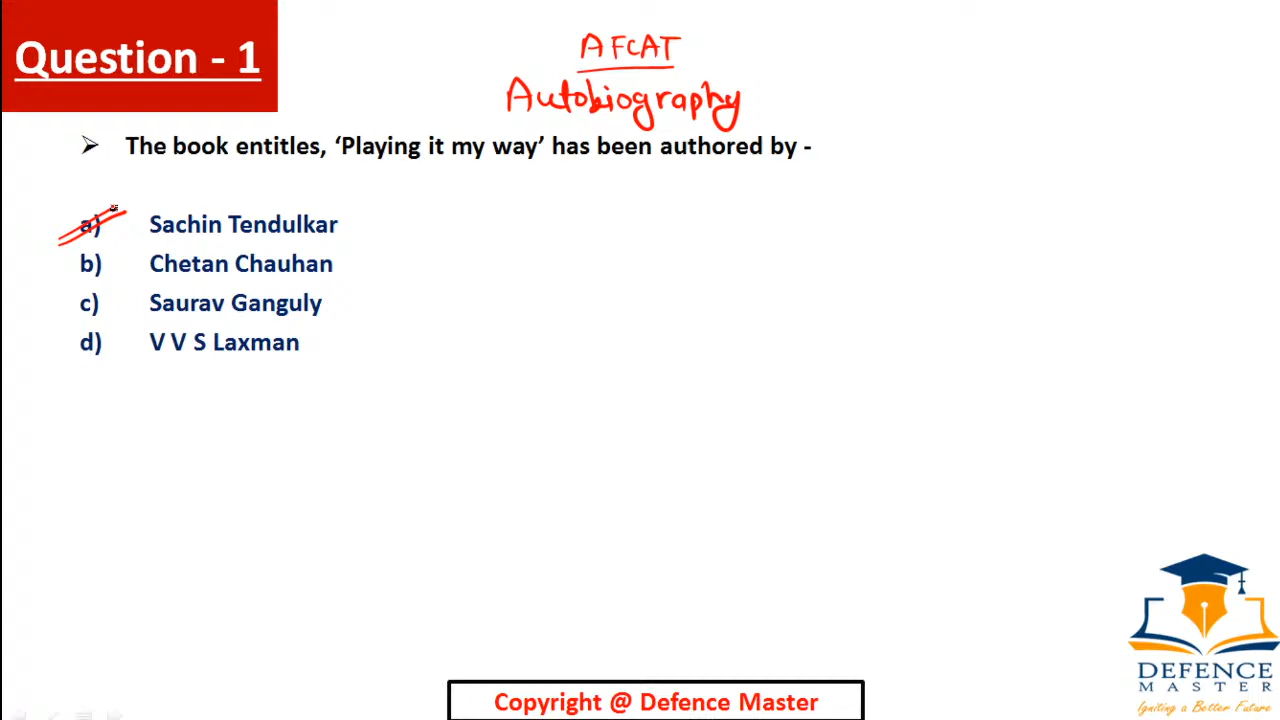 Question - 1
AFCAT
Autobiography
➢ The book entitles, ‘Playing it my way’ has been authored by -
a) Sachin Tendulkar
b) Chetan Chauhan
c) Saurav Ganguly
d) V V S Laxman
DEFENCE
MASTER
Igniting a Better Future
Copyright @ Defence Master